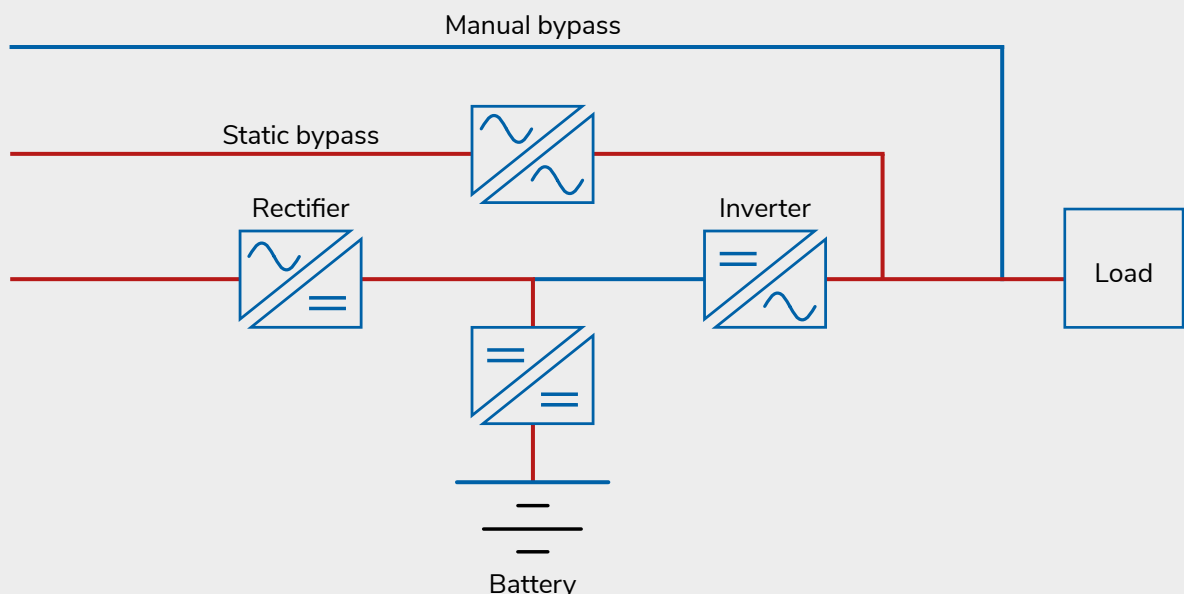 Manual bypass
Static bypass
Rectifier
Inverter
Load
Battery